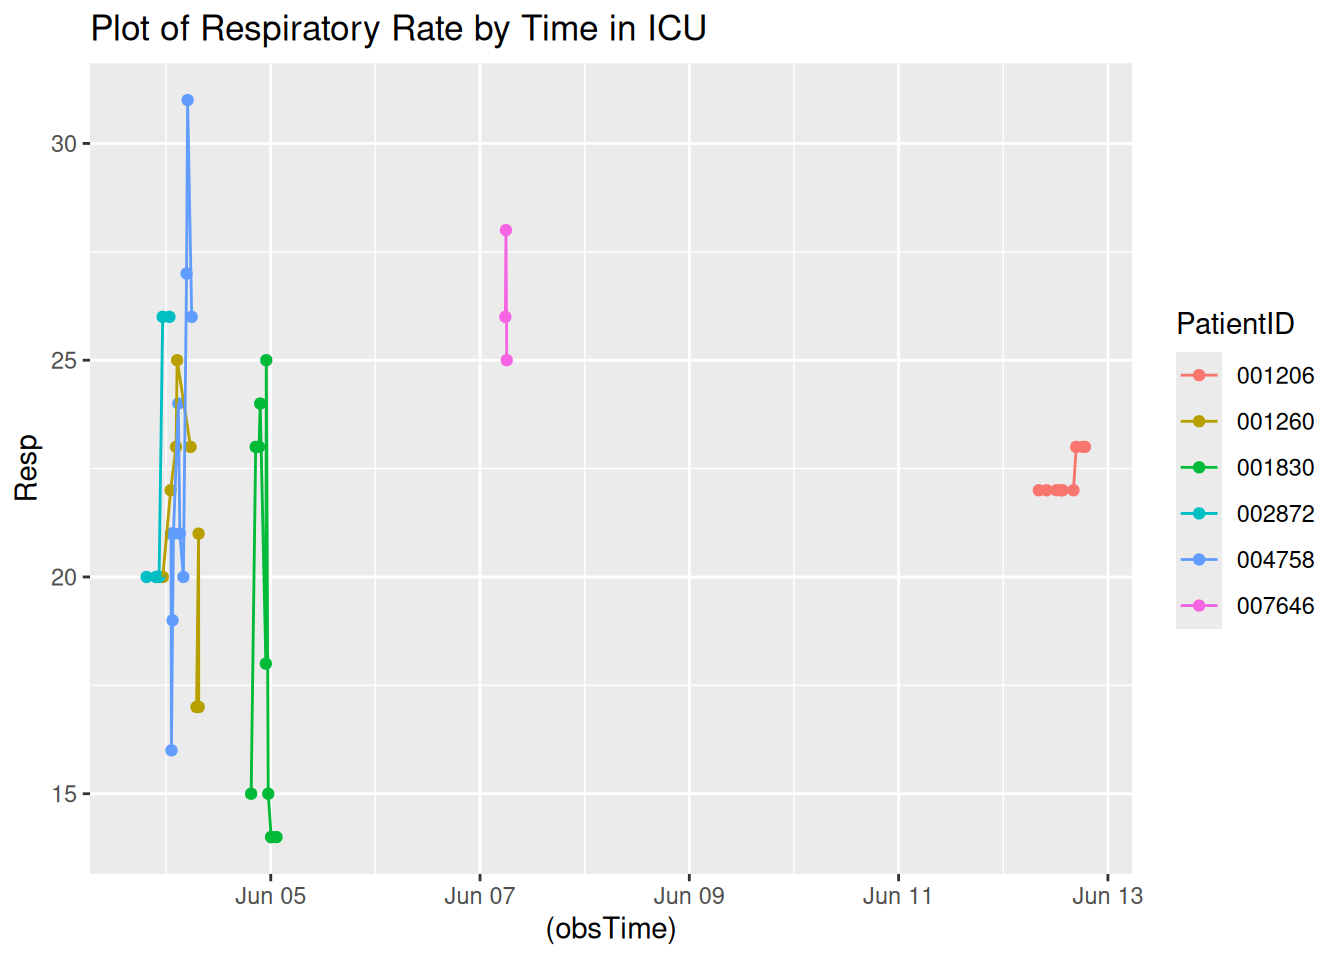 Plot of Respiratory Rate by Time in ICU
30
25
20
15
Resp
Jun 05
Jun 07
Jun 09
Jun 11
Jun 13
(obsTime)
PatientID
001206
001260
001830
002872
004758
007646